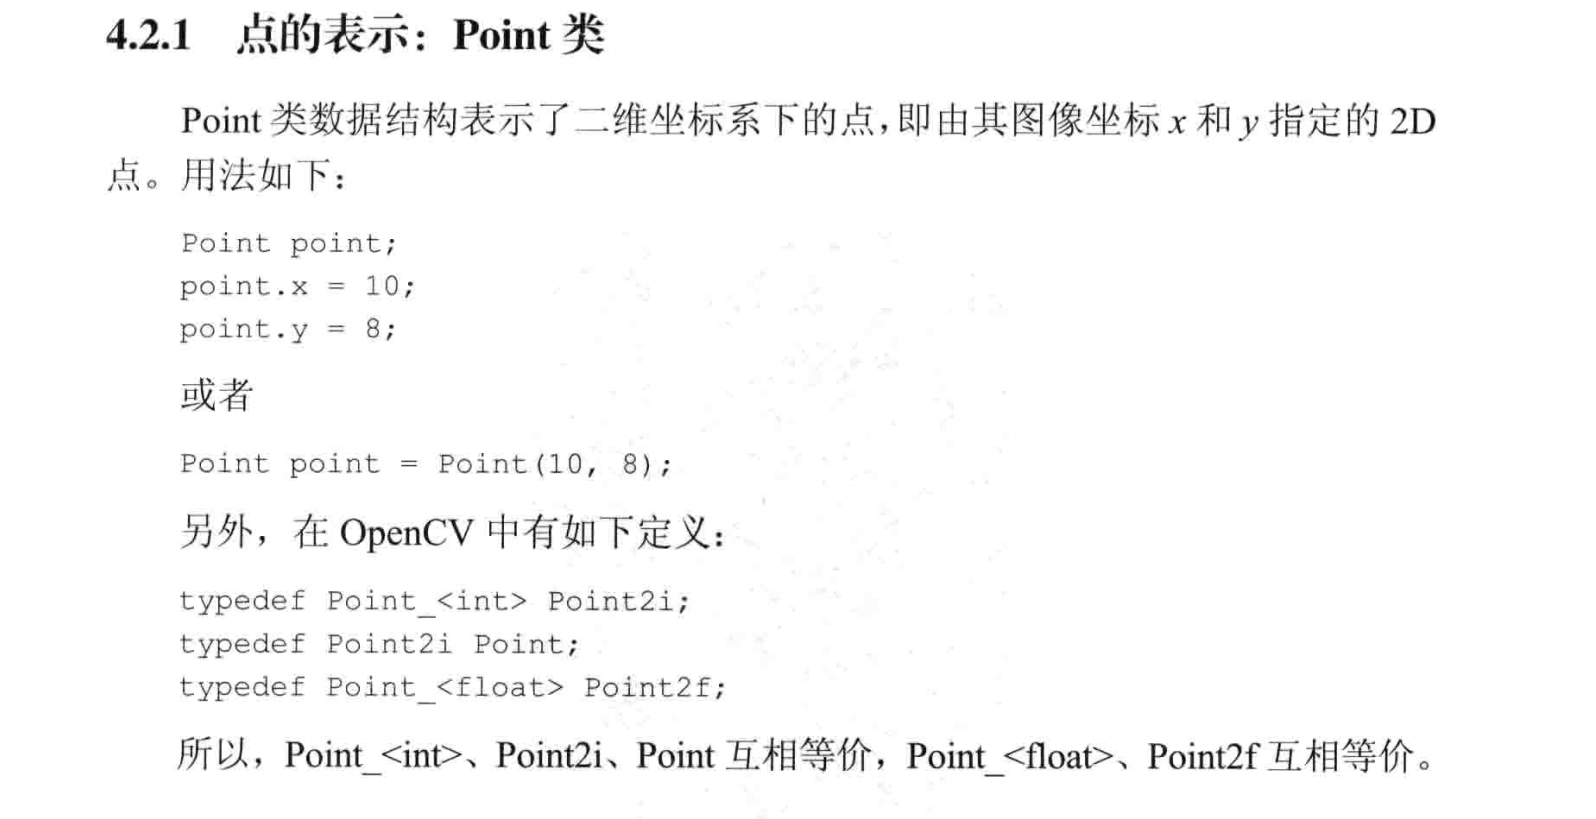 4.2.1 点的表示：Point 类
Point 类数据结构表示了二维坐标系下的点，即由其图像坐标 x 和 y 指定的 2D
点。用法如下：
Point point;
point.x = 10;
point.y = 8;
或者
Point point = Point(10, 8);
另外，在 OpenCV 中有如下定义：
typedef Point_<int> Point2i;
typedef Point2i Point;
typedef Point_<float> Point2f;
所以，Point_<int>、Point2i、Point 互相等价，Point_<float>、Point2f 互相等价。